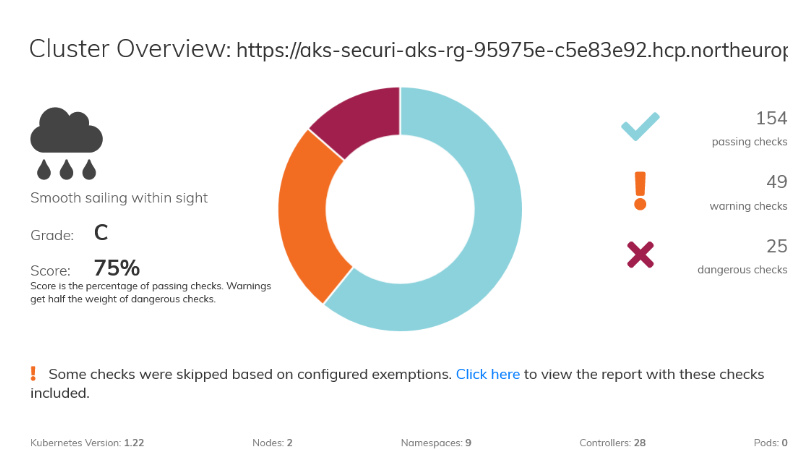 Cluster Overview: https://aks-securi-aks-rg-95975e-c5e83e92.hcp.northeurop
154
passing checks
Smooth sailing within sight
49
warning checks
Grade: C
25
dangerous checks
Score: 75%
Score is the percentage of passing checks. Warnings
get half the weight of dangerous checks.
Some checks were skipped based on configured exemptions. Click here to view the report with these checks
included.
Kubernetes Version: 1.22 Nodes: 2 Namespaces: 9 Controllers: 28 Pods: 0